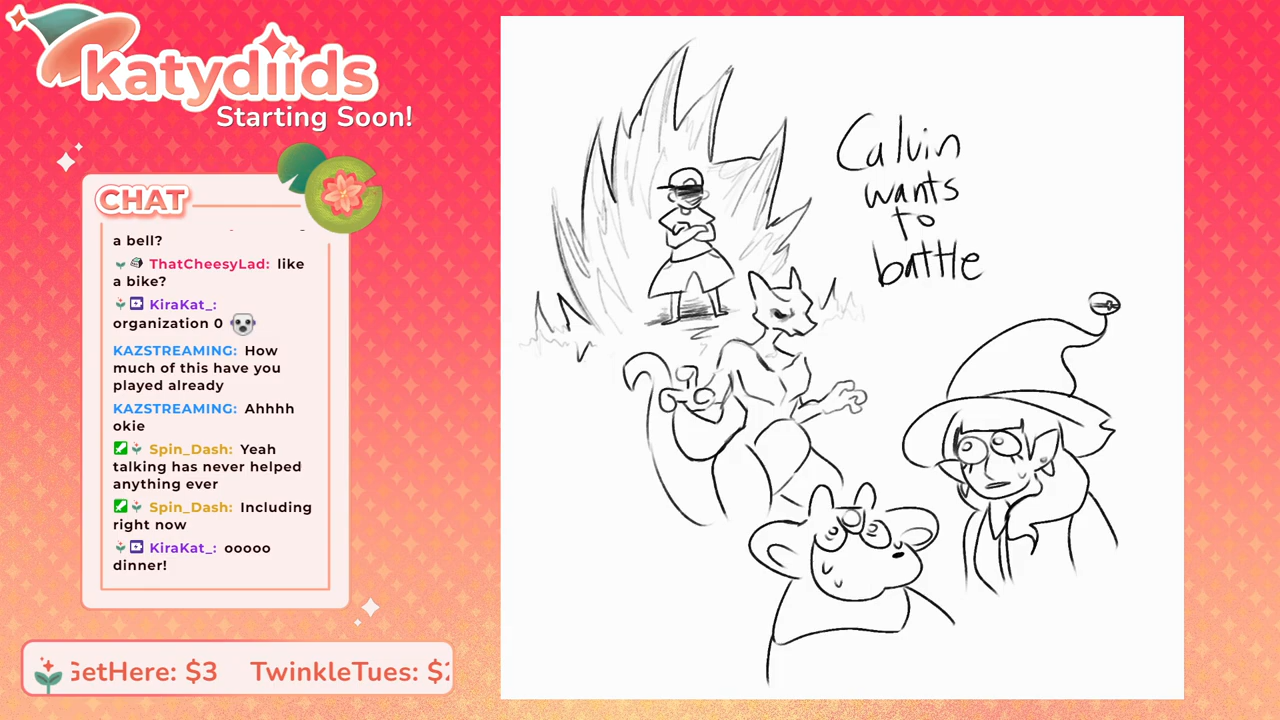 Katydiids
Starting Soon!
CHAT
a bell?
ThatCheesyLad: like
a bike?
KiraKat_:
organization 0
KAZSTREAMING: How
much of this have you
played already
KAZSTREAMING: Ahhhh
okie
Spin_Dash: Yeah
talking has never helped
anything ever
Spin_Dash: Including
right now
KiraKat_: ooooo
dinner!
GetHere: $3 TwinkleTues: $
Calvin
wants
to
battle